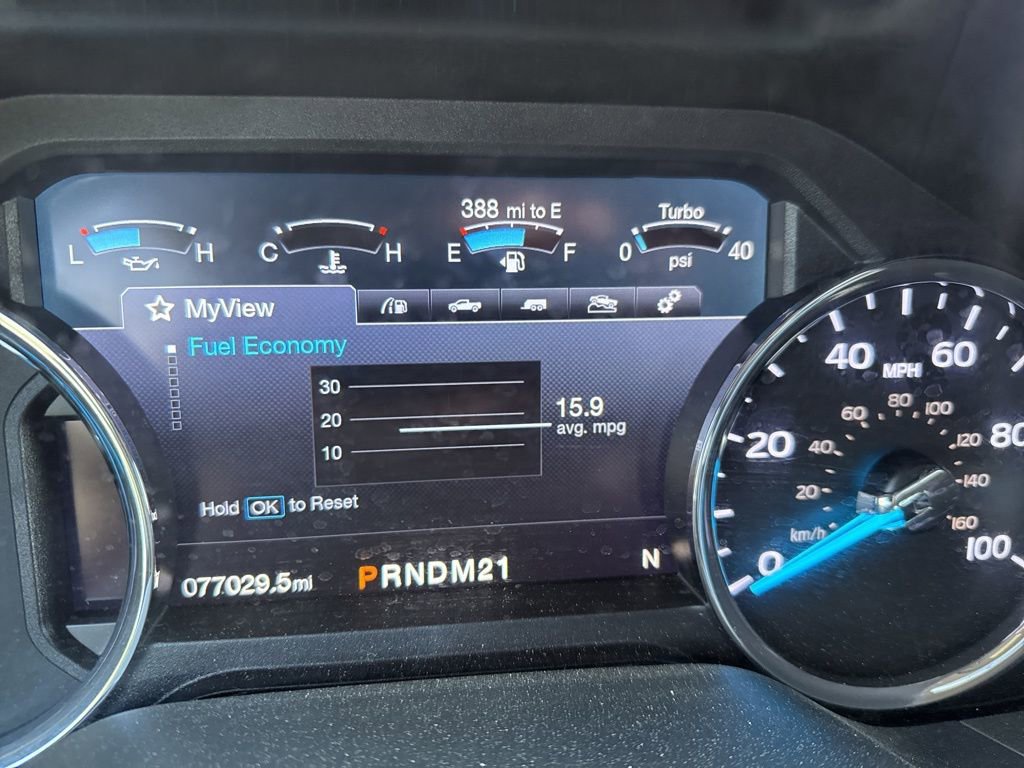 388 mi to E
Turbo
L H
C H
E F
0 40
psi
MyView
Fuel Economy
30
20
10
15.9
avg. mpg
Hold OK to Reset
077029.5 mi
PRNDM21
N
40 60
MPH
20 80
0 100
80
60 100
40 120
20 140
km/h 160